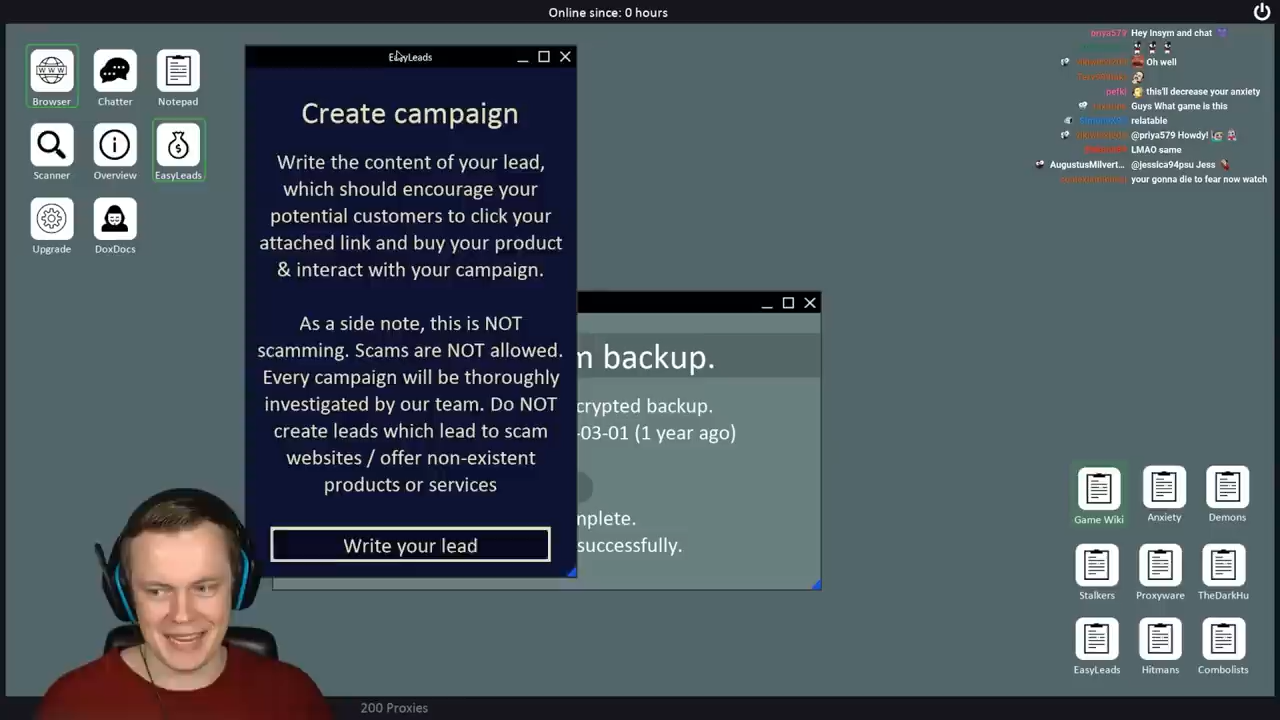 Online since: 0 hours
Browser
Chatter
Notepad
Scanner
Overview
EasyLeads
Upgrade
DoxDocs
EasyLeads
Create campaign
Write the content of your lead,
which should encourage your
potential customers to click your
attached link and buy your product
& interact with your campaign.
As a side note, this is NOT
scamming. Scams are NOT allowed.
Every campaign will be thoroughly
investigated by our team. Do NOT
create leads which lead to scam
websites / offer non-existent
products or services
Write your lead
m backup.
crypted backup.
-03-01 (1 year ago)
mplete.
successfully.
priya579 Hey Insym and chat
Oh well
pefki this'll decrease your anxiety
Guys What game is this
relatable
@priya579 Howdy!
LMAO same
AugustusMilvert... @jessica94psu Jess
your gonna die to fear now watch
Game Wiki
Anxiety
Demons
Stalkers
Proxyware
TheDarkHu
EasyLeads
Hitmans
Combolists
200 Proxies